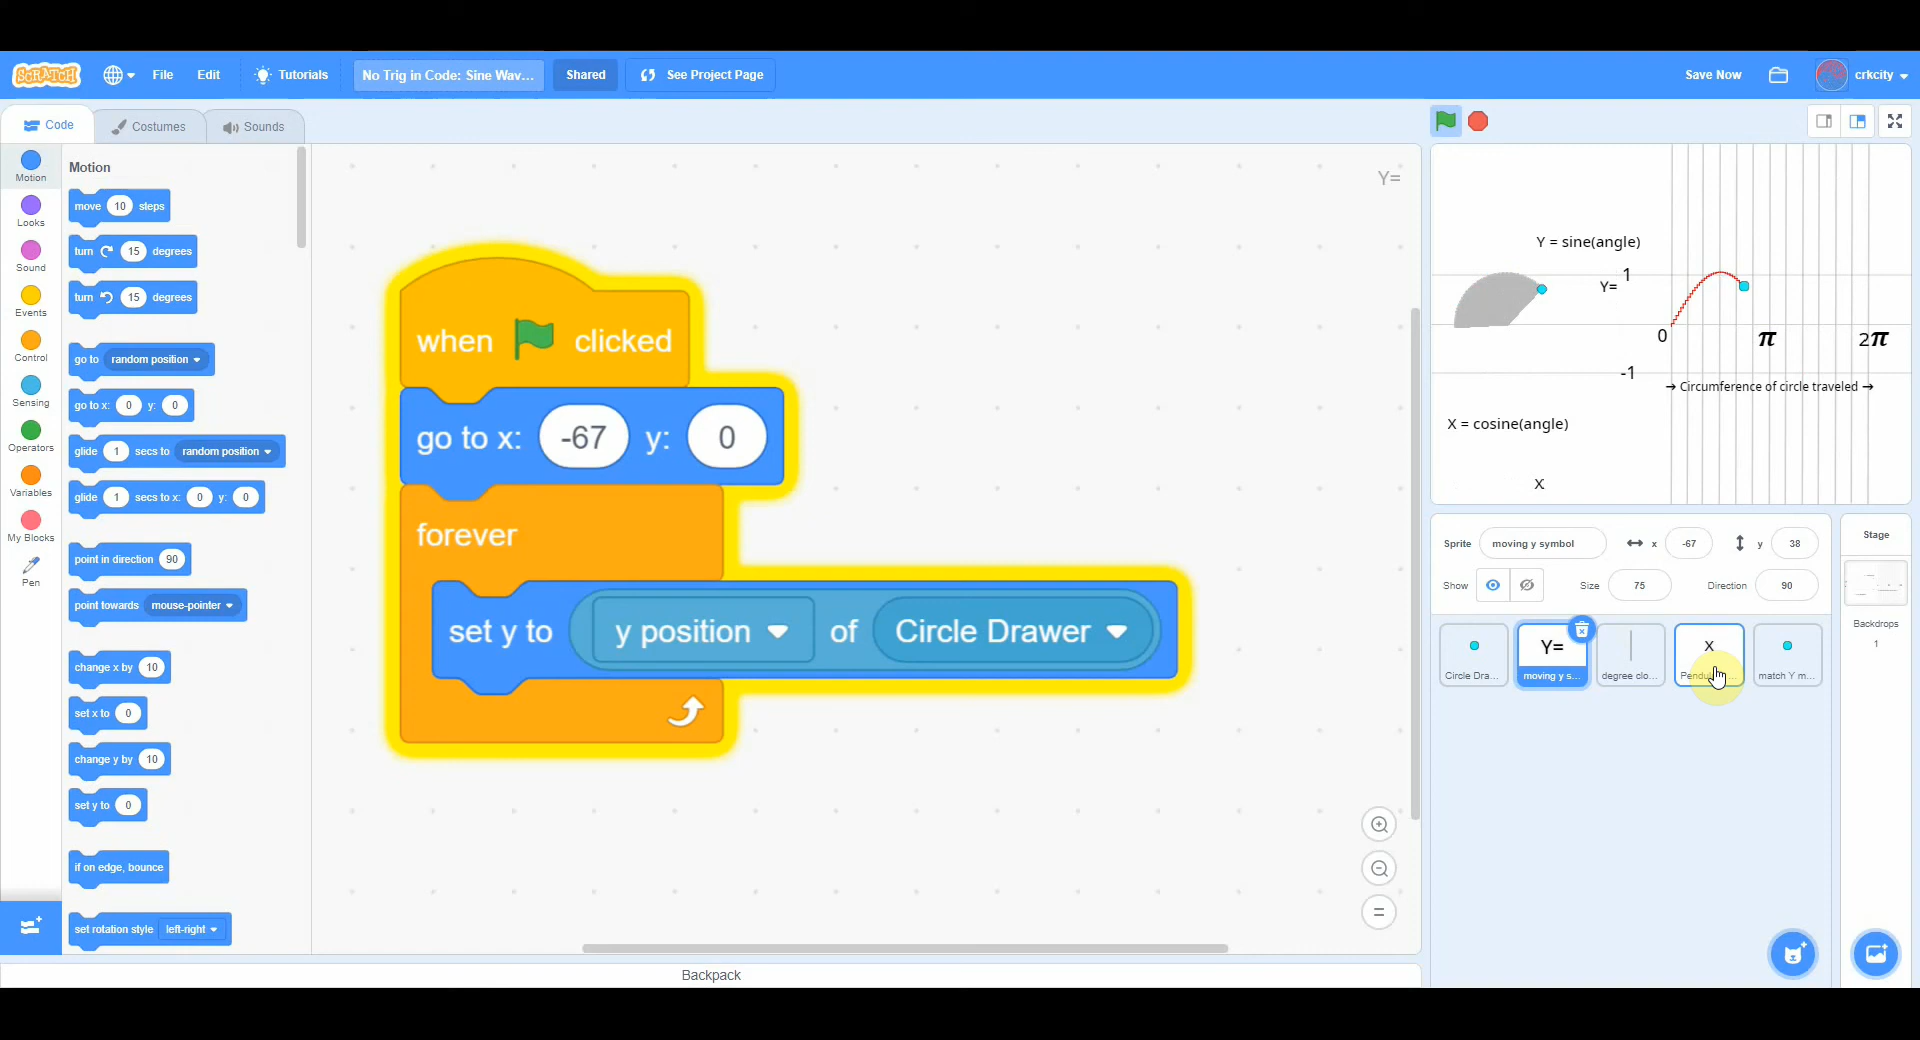 SCRATCH
File
Edit
Tutorials
No Trig in Code: Sine Wav...
Shared
See Project Page
Save Now
crkcity
Code
Costumes
Sounds
Motion
Looks
Sound
Events
Control
Sensing
Operators
Variables
My Blocks
Pen
Motion
move 10 steps
turn 15 degrees
turn 15 degrees
go to random position
go to x: 0 y: 0
glide 1 secs to random position
glide 1 secs to x: 0 y: 0
point in direction 90
point towards mouse-pointer
change x by 10
set x to 0
change y by 10
set y to 0
if on edge, bounce
set rotation style left-right
Y=
when clicked
go to x: -67 y: 0
forever
set y to y position of Circle Drawer
Backpack
Y = sine(angle)
1
Y=
0
π
2π
-1
→ Circumference of circle traveled →
X = cosine(angle)
X
Sprite moving y symbol x -67 y 38
Show Size 75 Direction 90
Y=
X
Circle Dra...
moving y s...
degree clo...
match Y m...
Stage
Backdrops
1